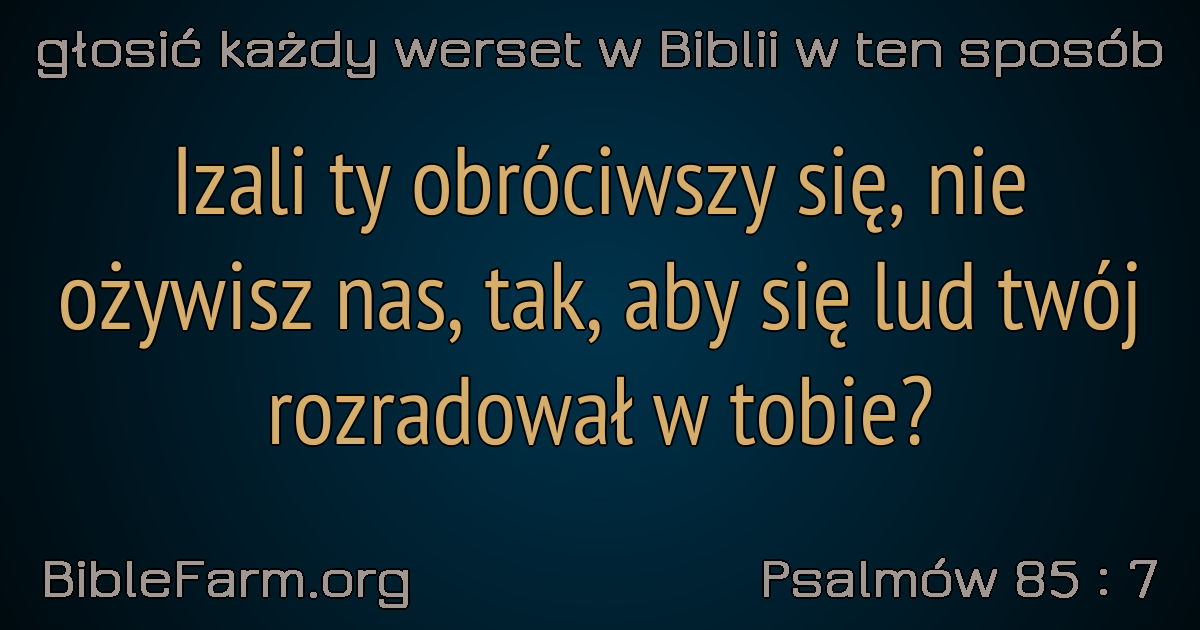 głosić każdy werset w Biblii w ten sposób
Izali ty obróciwszy się, nie
ożywisz nas, tak, aby się lud twój
rozradował w tobie?
BibleFarm.org
Psalmów 85 : 7